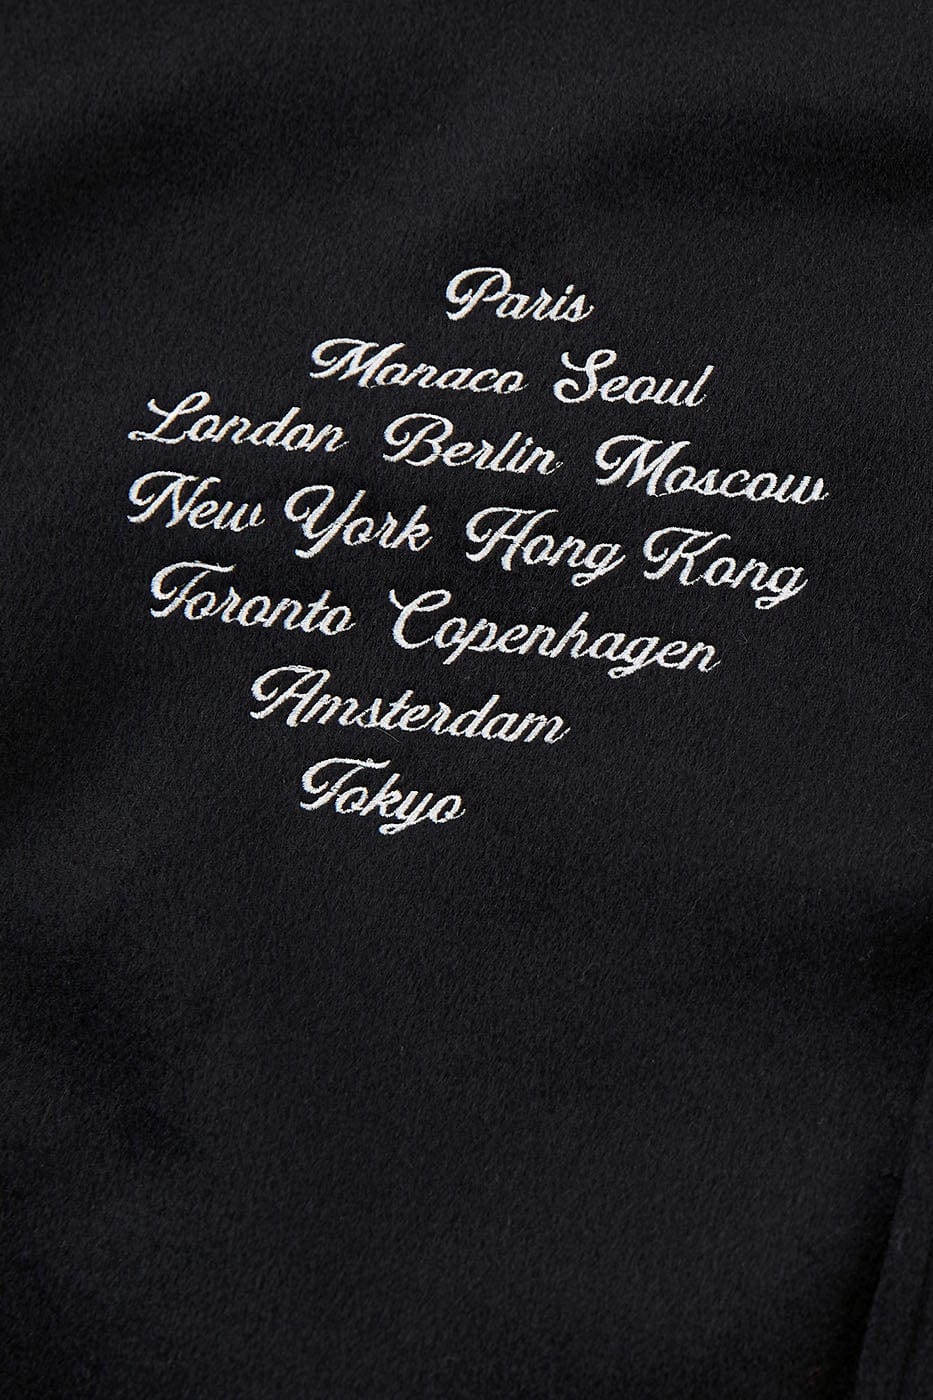 Paris
Monaco Seoul
London Berlin Moscow
New York Hong Kong
Toronto Copenhagen
Amsterdam
Tokyo